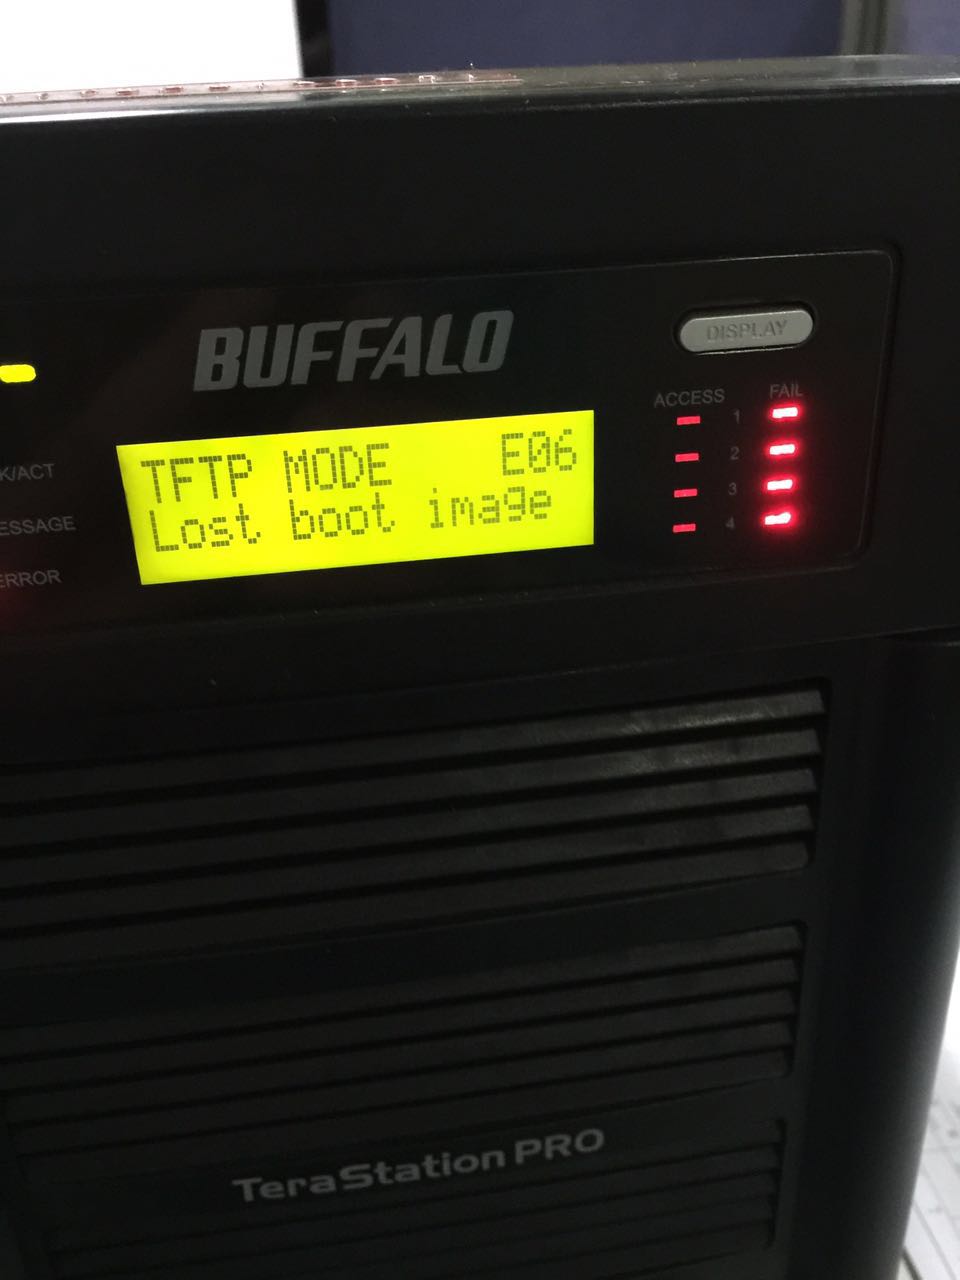 BUFFALO
DISPLAY
ACCESS FAIL
1
2
3
4
K/ACT
ESSAGE
ERROR
TFTP MODE E06
Lost boot image
TeraStation PRO